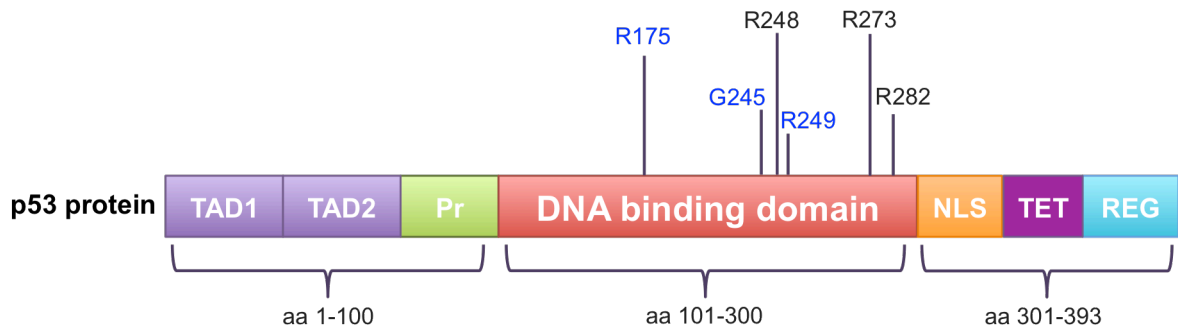 R248
R273
R175
G245
R282
R249
p53 protein
TAD1
TAD2
Pr
DNA binding domain
NLS
TET
REG
aa 1-100
aa 101-300
aa 301-393